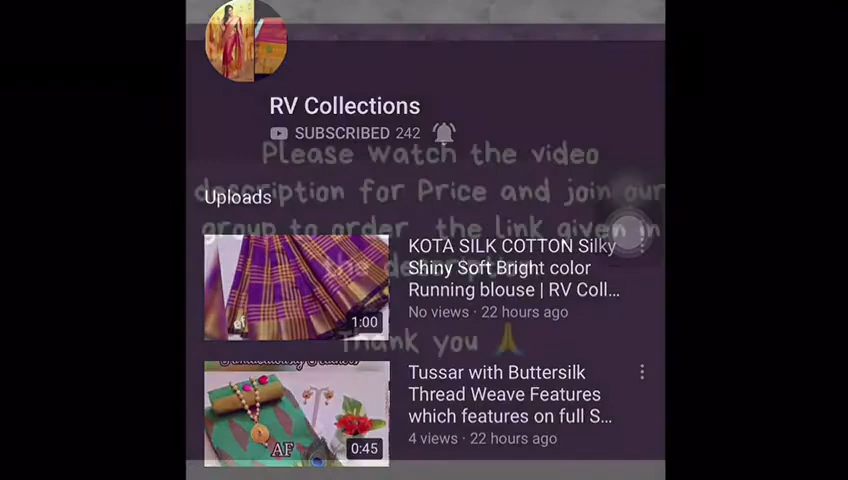 RV Collections
SUBSCRIBED 242
Please watch the video
description for Price and join our
group to order the link given in
the description
Thank you 🙏
Uploads
KOTA SILK COTTON Silky
Shiny Soft Bright color
Running blouse | RV Coll...
No views · 22 hours ago
1:00
Tussar with Buttersilk
Thread Weave Features
which features on full S...
4 views · 22 hours ago
AF
0:45